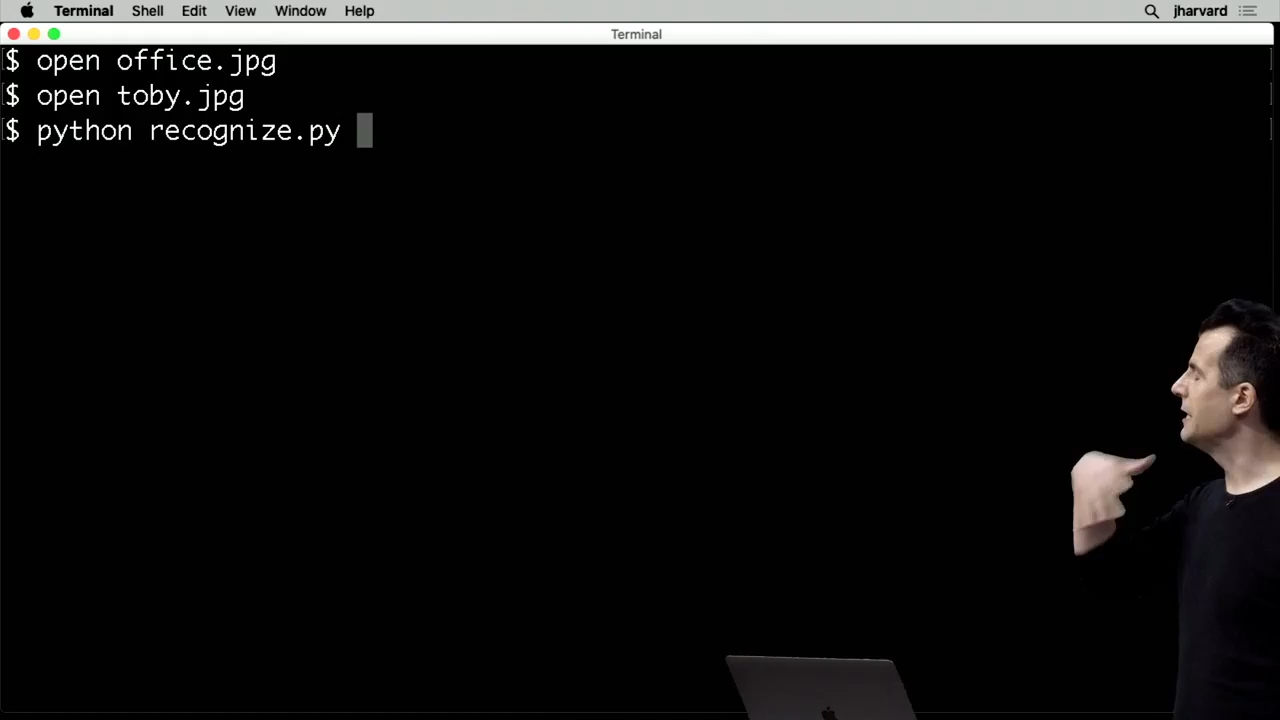 Terminal Shell Edit View Window Help jharvard
Terminal
$ open office.jpg
$ open toby.jpg
$ python recognize.py